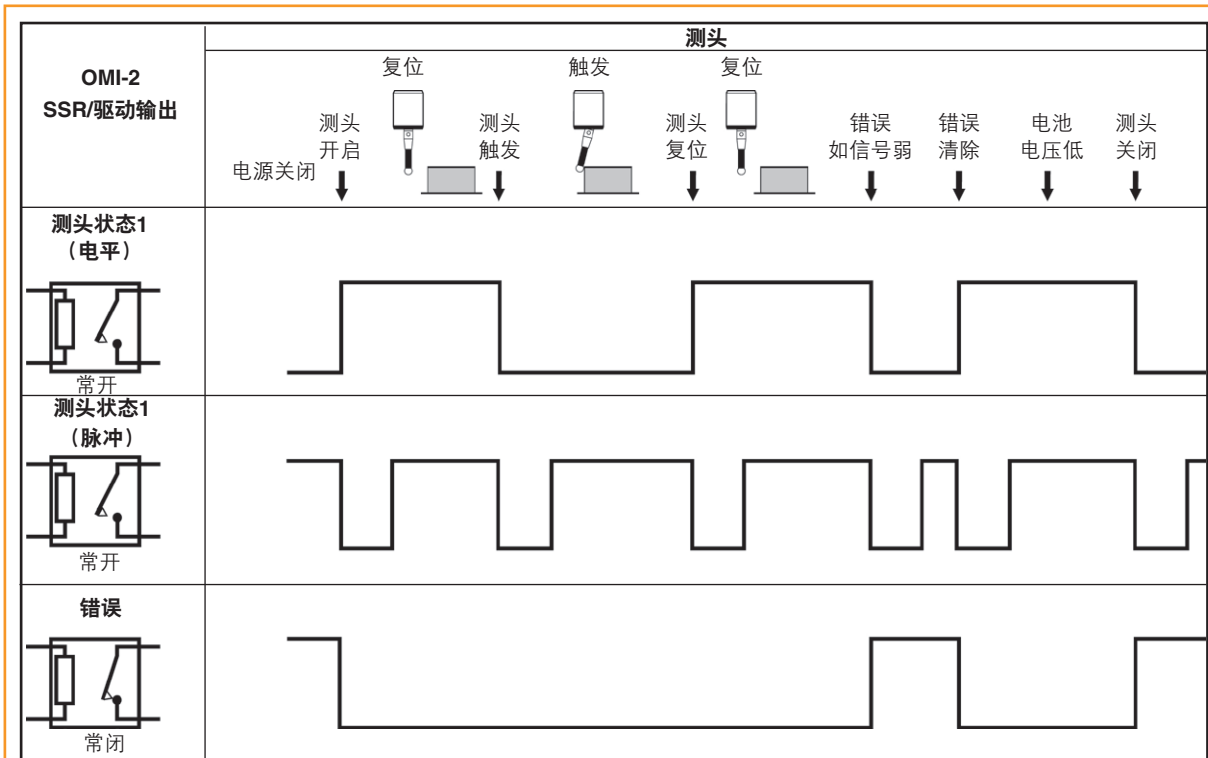 测头
OMI-2
SSR/驱动输出
复位
触发
复位
电源关闭
测头
开启
测头
触发
测头
复位
错误
如信号弱
错误
清除
电池
电压低
测头
关闭
测头状态1
（电平）
常开
测头状态1
（脉冲）
常开
错误
常闭